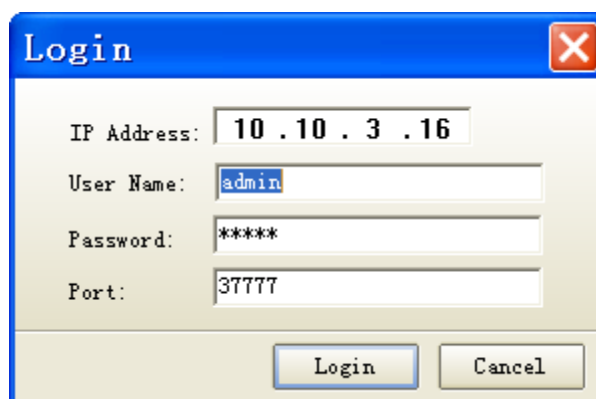 Login
IP Address: 10 . 10 . 3 . 16
User Name: admin
Password: *****
Port: 37777
Login Cancel